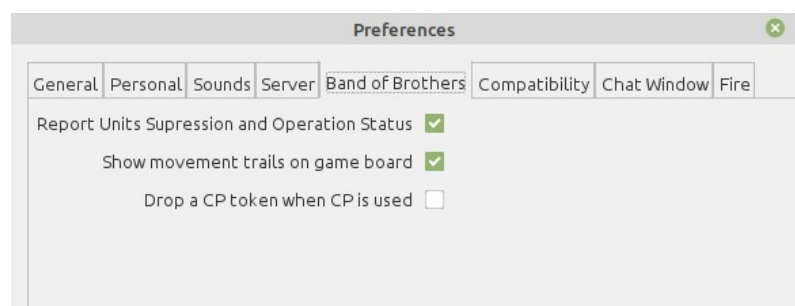 Preferences
General Personal Sounds Server Band of Brothers Compatibility Chat Window Fire
Report Units Supression and Operation Status
Show movement trails on game board
Drop a CP token when CP is used